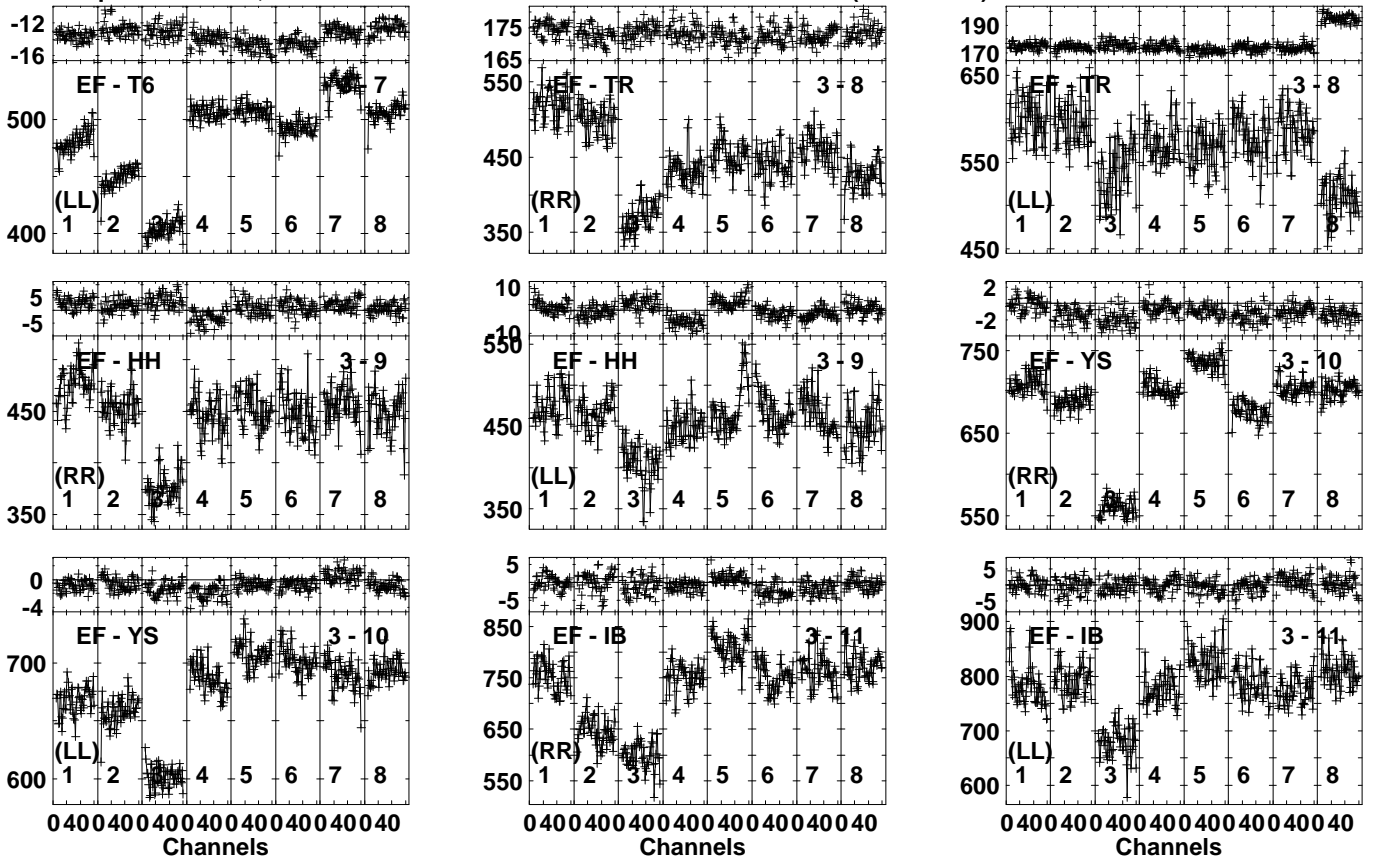 -12
-16
EF - T6
7
500
(LL)
1 2 3 4 5 6 7 8
400
175
165
550
EF - TR
3 - 8
450
(RR)
1 2 3 4 5 6 7 8
350
190
170
650
EF - TR
3 - 8
550
(LL)
1 2 3 4 5 6 7 8
450
5
-5
EF - HH
3 - 9
450
(RR)
1 2 3 4 5 6 7 8
350
10
-10
550
EF - HH
3 - 9
450
(LL)
1 2 3 4 5 6 7 8
350
2
-2
750
EF - YS
3 - 10
650
(RR)
1 2 3 4 5 6 7 8
550
0
-4
EF - YS
3 - 10
700
(LL)
1 2 3 4 5 6 7 8
600
0 40 0 40 0 40 0 40 0 40 0 40 0 40 0 40
Channels
5
-5
850
EF - IB
3 - 11
750
650
(RR)
1 2 3 4 5 6 7 8
550
0 40 0 40 0 40 0 40 0 40 0 40 0 40 0 40
Channels
5
-5
900
EF - IB
3 - 11
800
700
(LL)
1 2 3 4 5 6 7 8
600
0 40 0 40 0 40 0 40 0 40 0 40 0 40 0 40
Channels